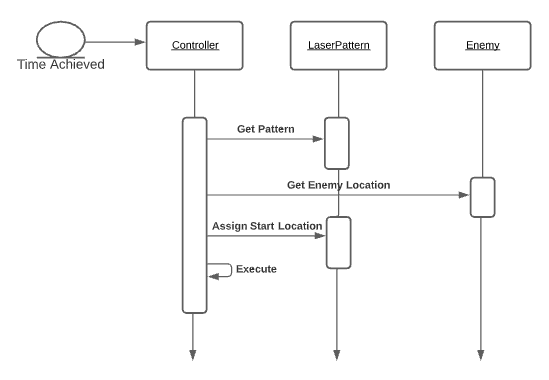 Controller
LaserPattern
Enemy
Time Achieved
Get Pattern
Get Enemy Location
Assign Start Location
Execute